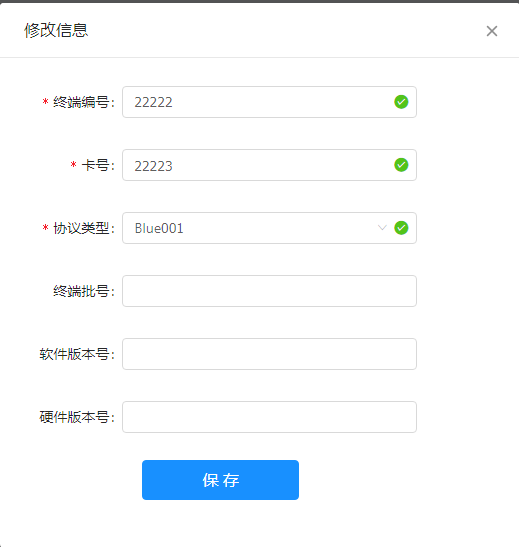 修改信息
* 终端编号: 22222
* 卡号: 22223
* 协议类型: Blue001
终端批号:
软件版本号:
硬件版本号:
保 存